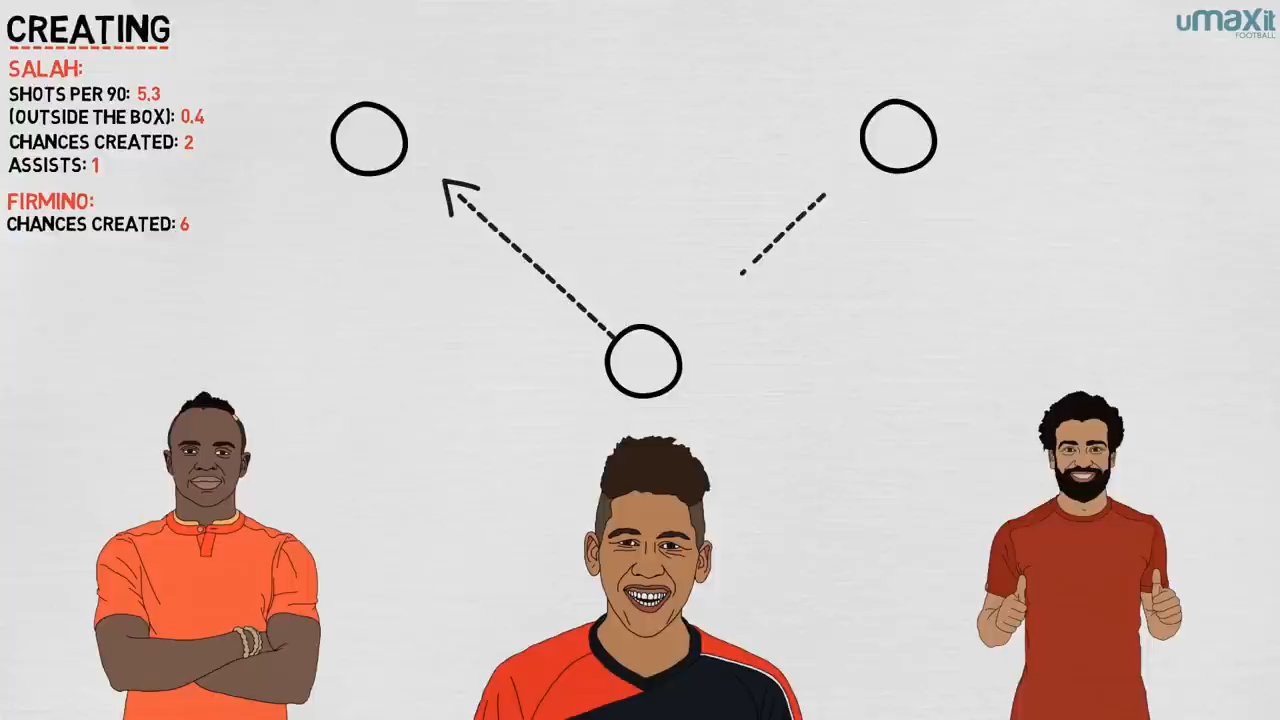 CREATING
SALAH:
SHOTS PER 90: 5.3
(OUTSIDE THE BOX): 0.4
CHANCES CREATED: 2
ASSISTS: 1
FIRMINO:
CHANCES CREATED: 6
umaxit
FOOTBALL